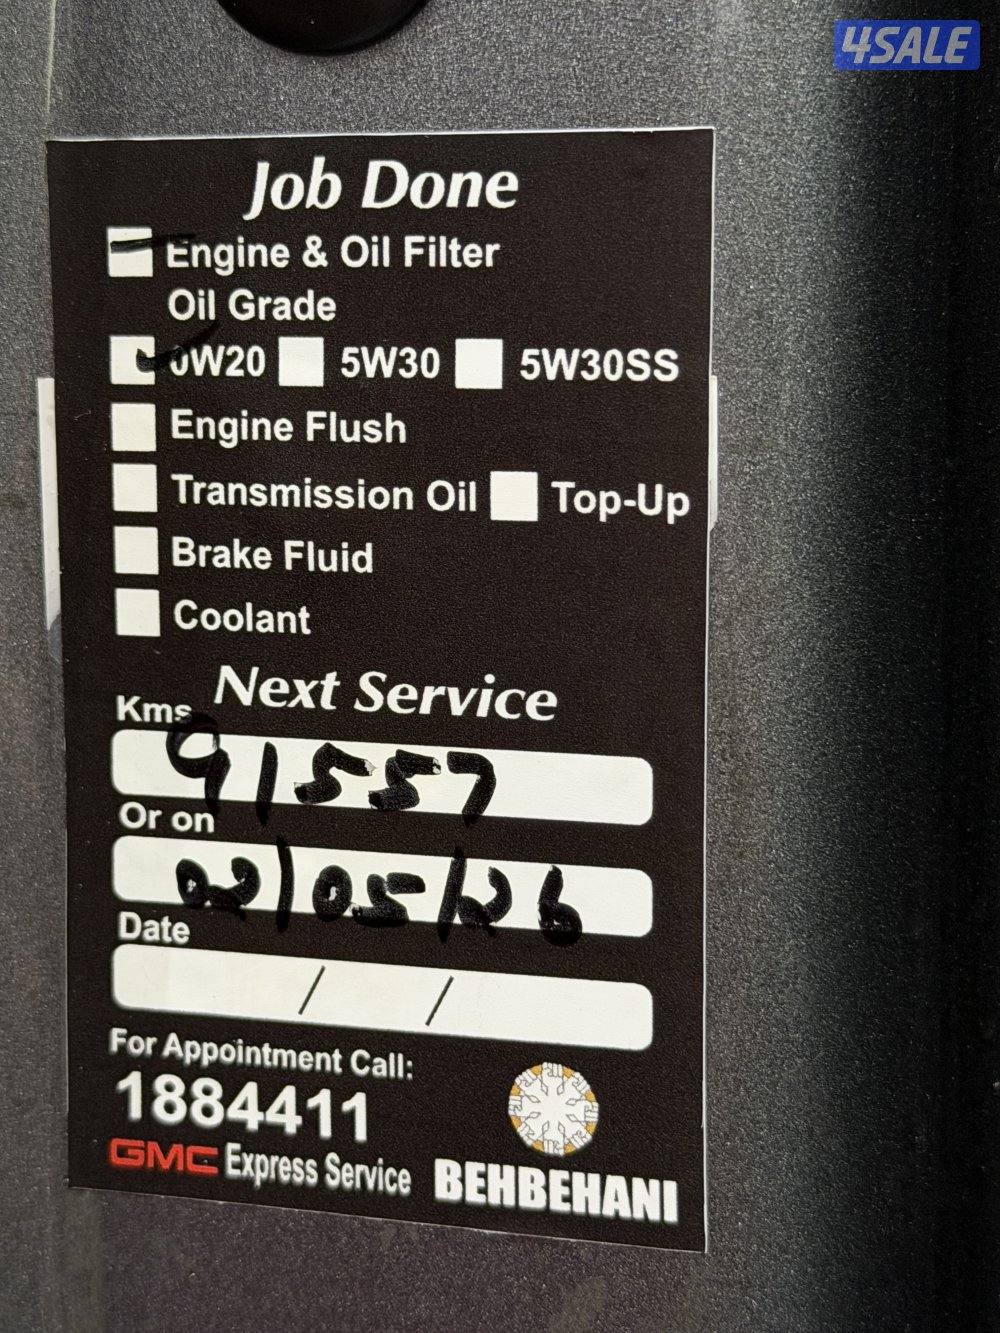 4SALE
Job Done
Engine & Oil Filter
Oil Grade
0W20 5W30 5W30SS
Engine Flush
Transmission Oil Top-Up
Brake Fluid
Coolant
Next Service
Kms
91557
Or on
02/05/26
Date
/ /
For Appointment Call:
1884411
GMC Express Service
BEHBEHANI